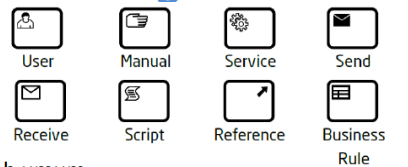 User Manual Service Send
Receive Script Reference Business
Rule